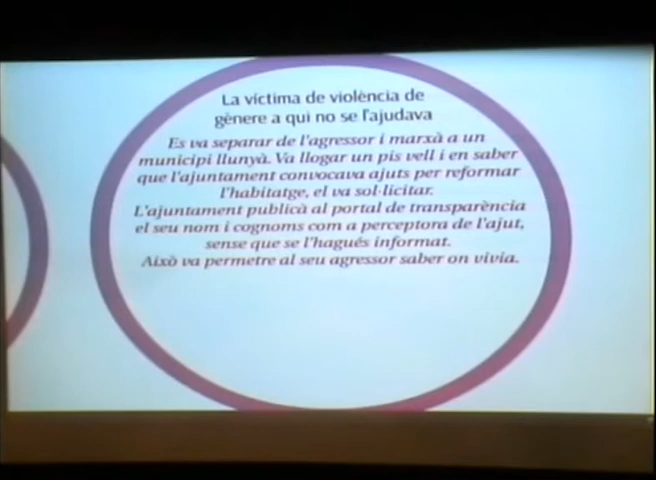 La víctima de violència de
gènere a qui no se l'ajudava
Es va separar de l'agressor i marxà a un
municipi llunyà. Va llogar un pis vell i en saber
que l'ajuntament convocava ajuts per reformar
l'habitatge, el va sol·licitar.
L'ajuntament publicà al portal de transparència
el seu nom i cognoms com a perceptora de l'ajut,
sense que se l'hagués informat.
Això va permetre al seu agressor saber on vivia.